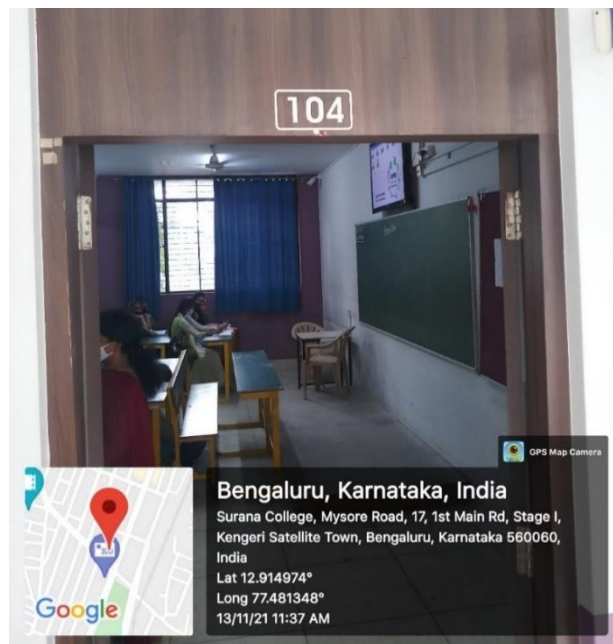 104
GPS Map Camera
Bengaluru, Karnataka, India
Surana College, Mysore Road, 17, 1st Main Rd, Stage I,
Kengeri Satellite Town, Bengaluru, Karnataka 560060,
India
Lat 12.914974°
Long 77.481348°
13/11/21 11:37 AM
Google